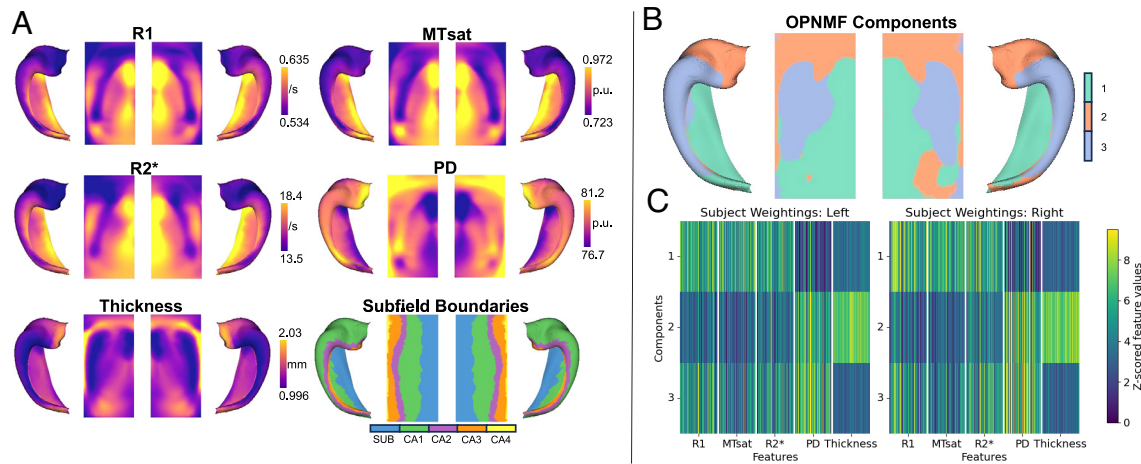 A
R1
0.635
/s
0.534
MTsat
0.972
p.u.
0.723
R2*
18.4
/s
13.5
PD
81.2
p.u.
76.7
Thickness
2.03
mm
0.996
Subfield Boundaries
SUB CA1 CA2 CA3 CA4
B
OPNMF Components
1
2
3
C
Subject Weightings: Left
Components
1
2
3
R1 MTsat R2* PD Thickness
Features
Subject Weightings: Right
R1 MTsat R2* PD Thickness
Features
8
6
4
2
0
Z-scored feature values